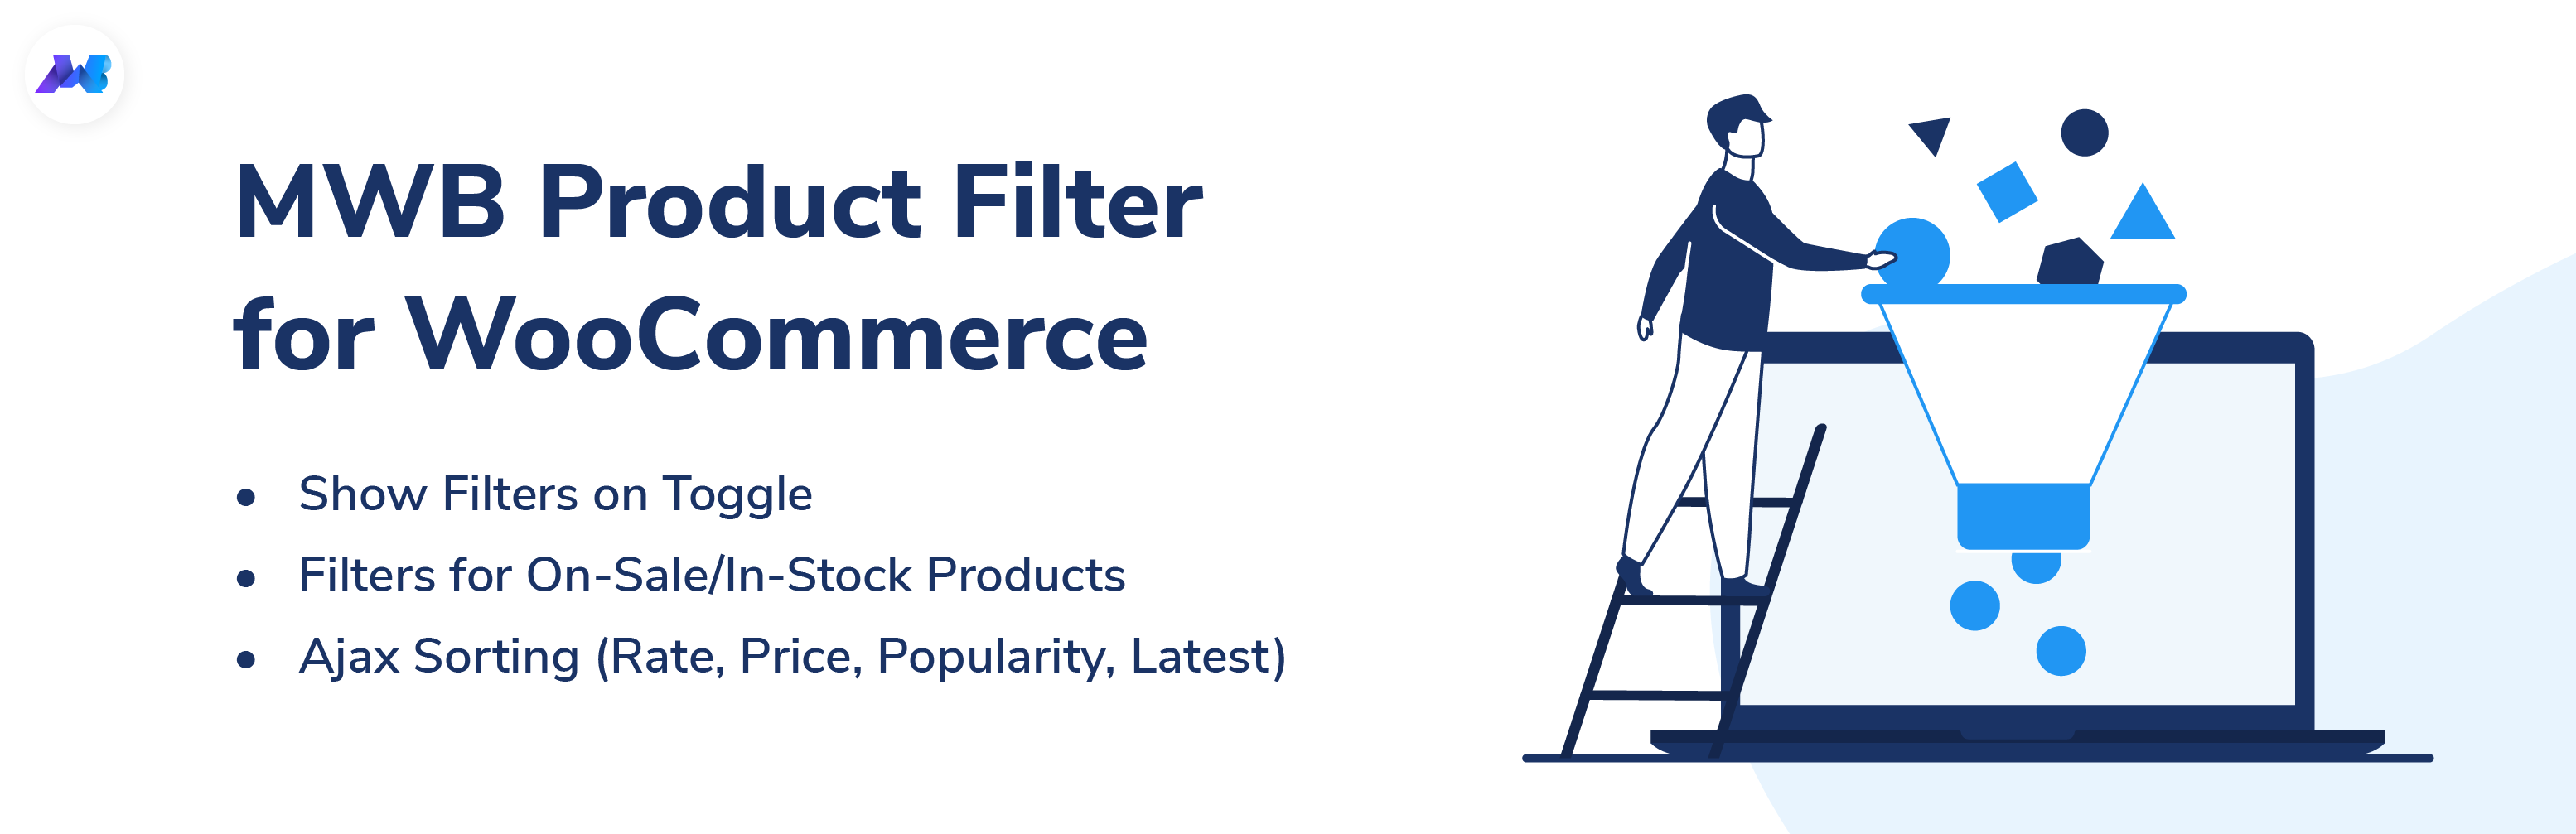 MWB
MWB Product Filter
for WooCommerce
• Show Filters on Toggle
• Filters for On-Sale/In-Stock Products
• Ajax Sorting (Rate, Price, Popularity, Latest)